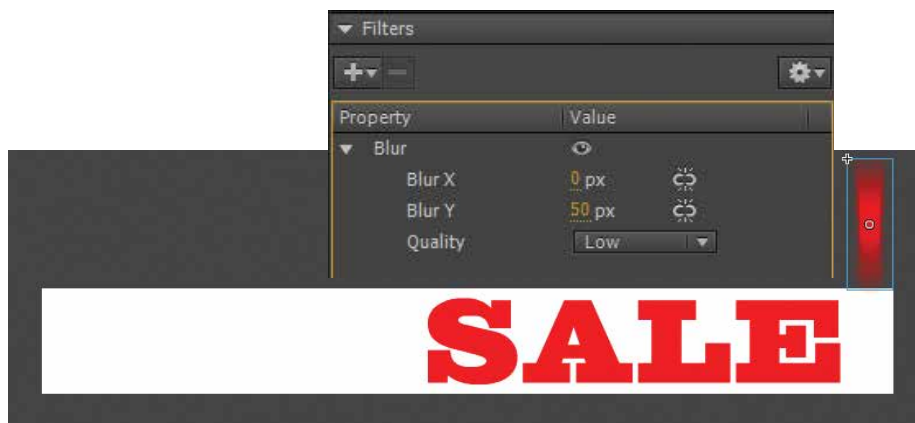 Filters
Property Value
Blur
Blur X 0 px
Blur Y 50 px
Quality Low
SALE